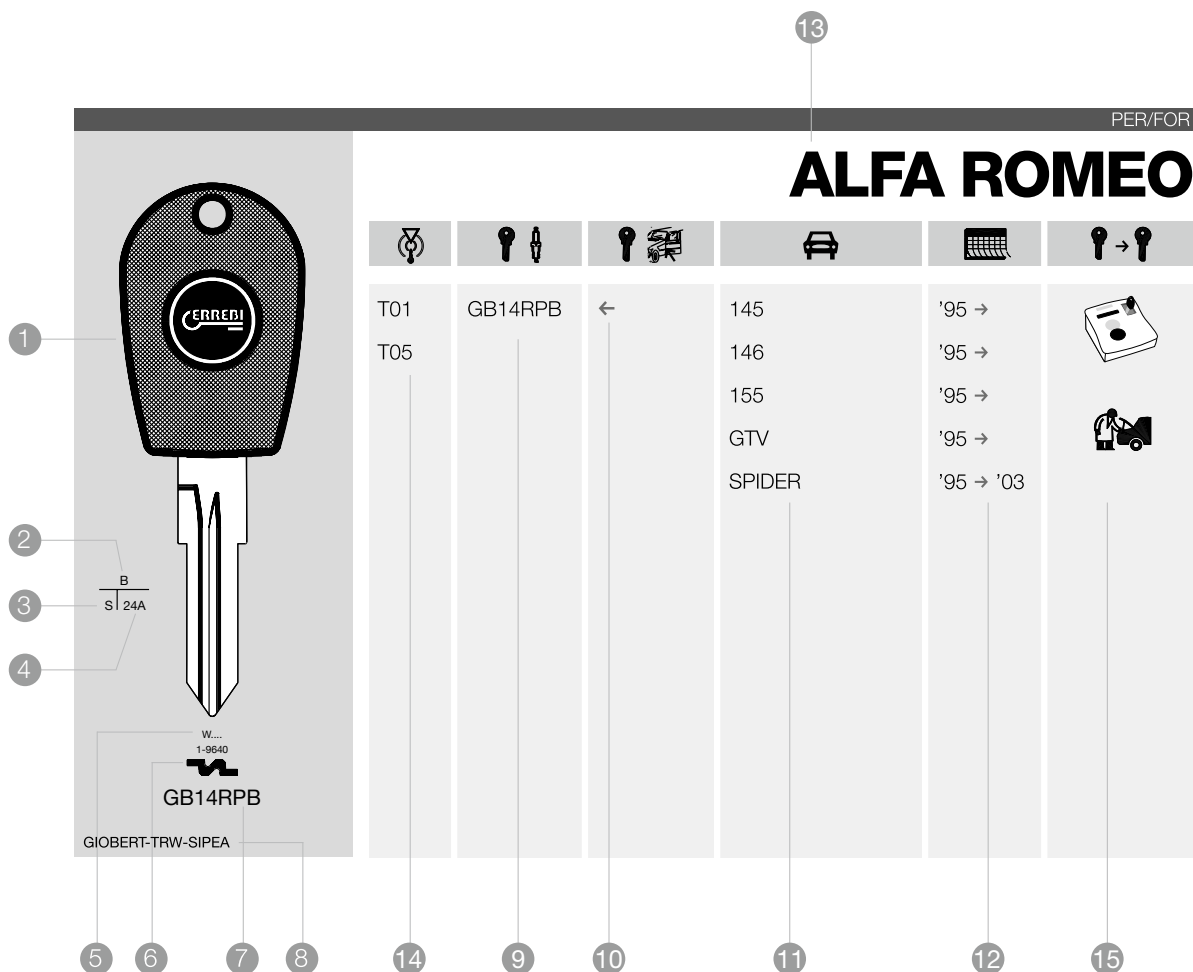 13
PER/FOR
ALFA ROMEO
ERREBI
T01 GB14RPB ← 145 '95 →
T05 146 '95 →
155 '95 →
GTV '95 →
SPIDER '95 → '03
1
2
B
3
S 24A
4
W....
1-9640
GB14RPB
GIOBERT-TRW-SIPEA
5 6 7 8 14 9 10 11 12 15